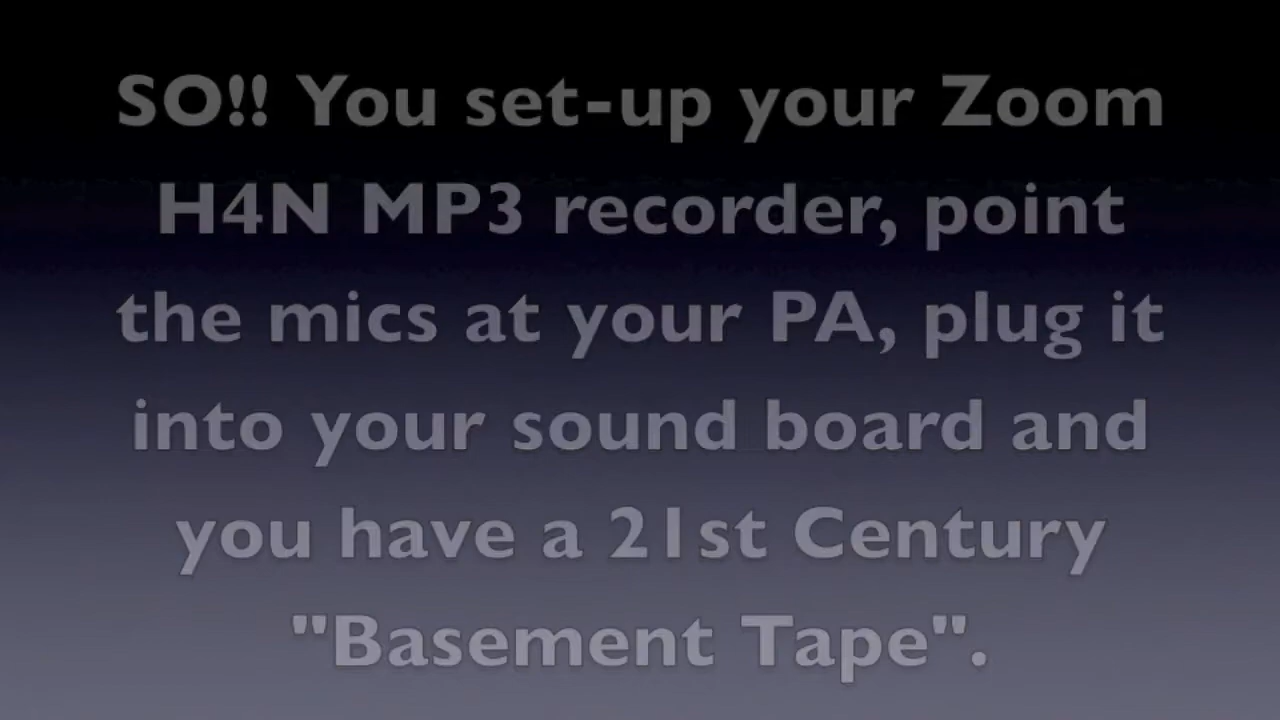 SO!! You set-up your Zoom
H4N MP3 recorder, point
the mics at your PA, plug it
into your sound board and
you have a 21st Century
"Basement Tape".